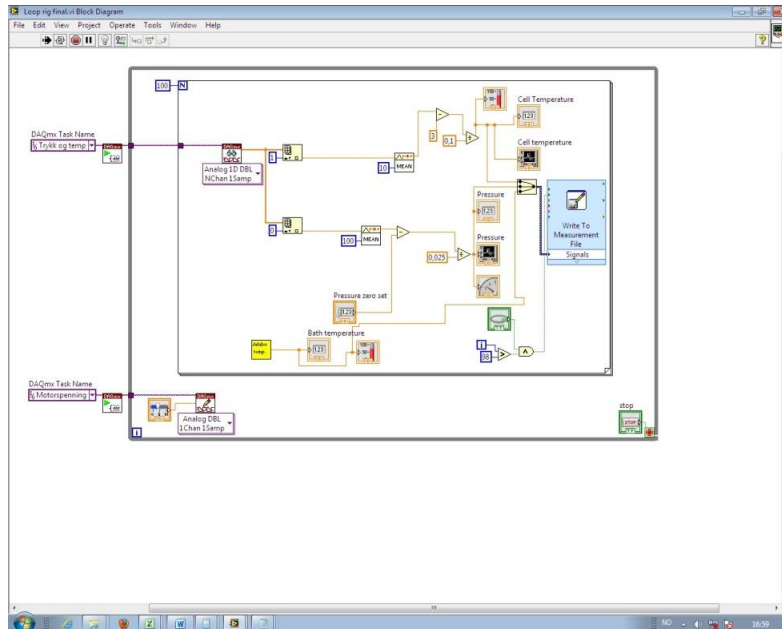 Loop rig final.vi Block Diagram
File Edit View Project Operate Tools Window Help
100 N
DAQmx Task Name
Trykk og temp
Analog 1D DBL
NChan 1Samp
1
10
MEAN
3
0,1
Cell Temperature
Cell temperature
0
100
MEAN
0,025
Pressure
Pressure
Write To
Measurement
File
Signals
Pressure zero set
Bath temperature
i
98
DAQmx Task Name
Motorspenning
Analog DBL
1Chan 1Samp
stop
STOP
i
NO
16:59